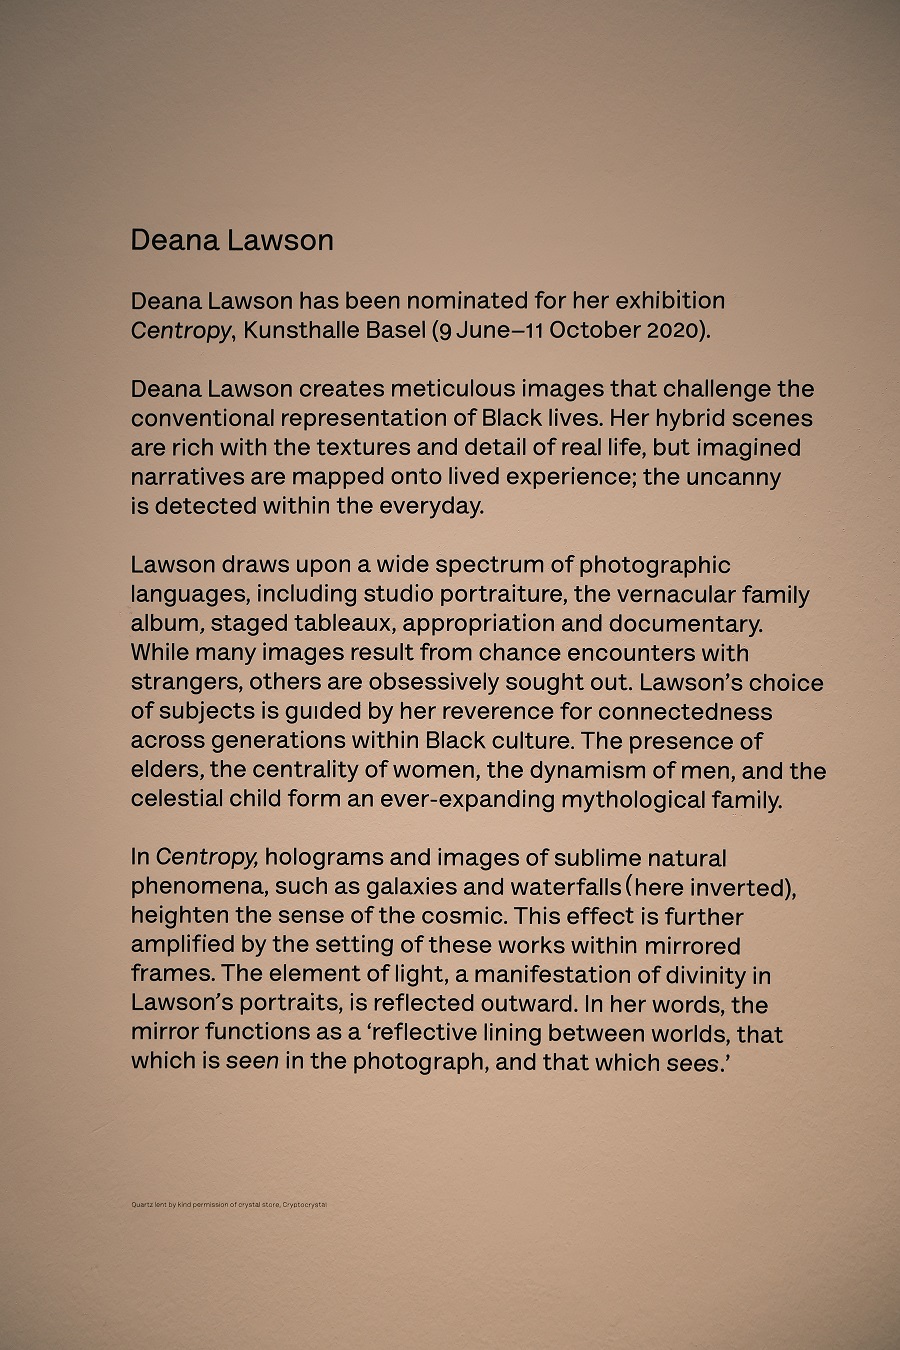 Deana Lawson
Deana Lawson has been nominated for her exhibition
Centropy, Kunsthalle Basel (9 June–11 October 2020).
Deana Lawson creates meticulous images that challenge the
conventional representation of Black lives. Her hybrid scenes
are rich with the textures and detail of real life, but imagined
narratives are mapped onto lived experience; the uncanny
is detected within the everyday.
Lawson draws upon a wide spectrum of photographic
languages, including studio portraiture, the vernacular family
album, staged tableaux, appropriation and documentary.
While many images result from chance encounters with
strangers, others are obsessively sought out. Lawson’s choice
of subjects is guided by her reverence for connectedness
across generations within Black culture. The presence of
elders, the centrality of women, the dynamism of men, and the
celestial child form an ever-expanding mythological family.
In Centropy, holograms and images of sublime natural
phenomena, such as galaxies and waterfalls (here inverted),
heighten the sense of the cosmic. This effect is further
amplified by the setting of these works within mirrored
frames. The element of light, a manifestation of divinity in
Lawson’s portraits, is reflected outward. In her words, the
mirror functions as a ‘reflective lining between worlds, that
which is seen in the photograph, and that which sees.’
Quartz lent by kind permission of crystal store, Cryptocrystal